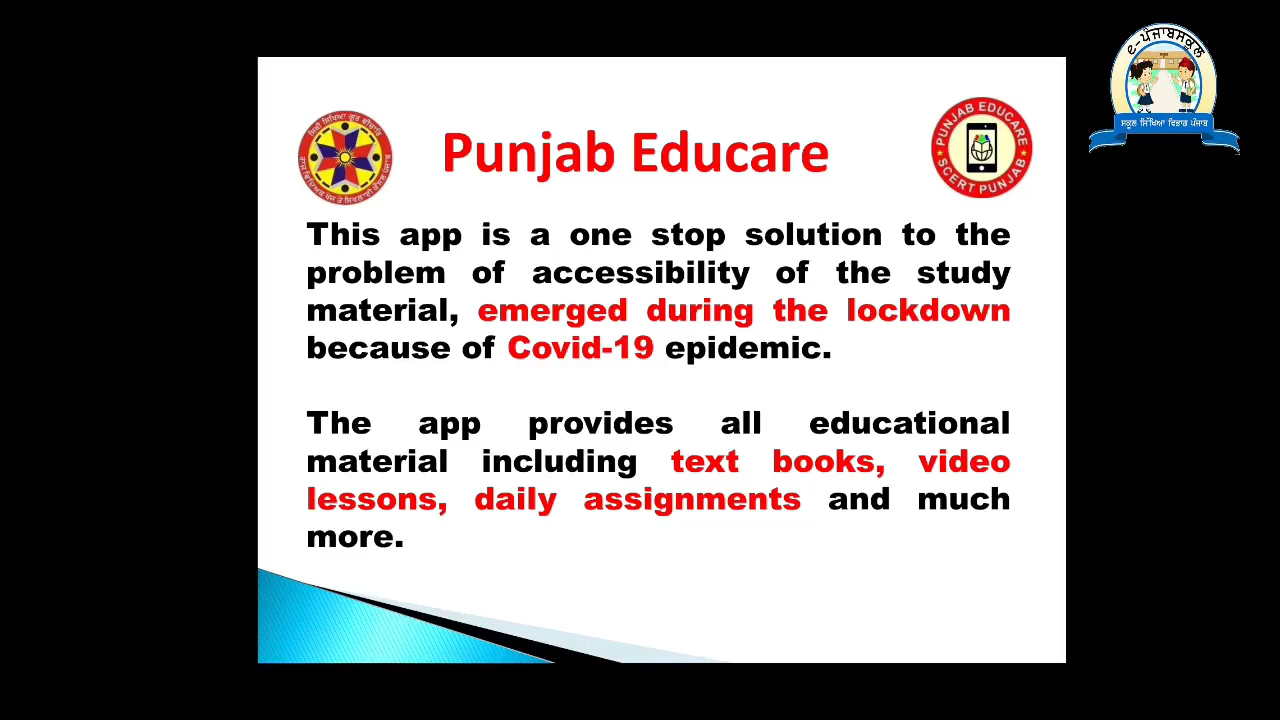 ੲ-ਪੰਜਾਬਸਕੂਲ
ਸਕੂਲ ਸਿੱਖਿਆ ਵਿਭਾਗ ਪੰਜਾਬ
Punjab Educare
PUNJAB EDUCARE
SCERT PUNJAB
This app is a one stop solution to the
problem of accessibility of the study
material, emerged during the lockdown
because of Covid-19 epidemic.
The app provides all educational
material including text books, video
lessons, daily assignments and much
more.